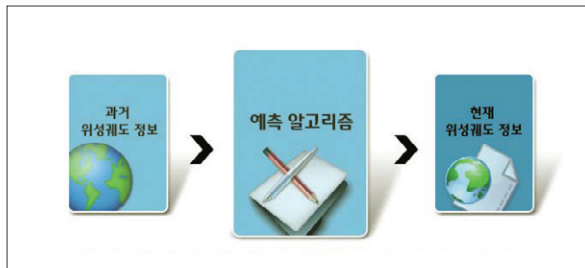 과거
위성궤도 정보
예측 알고리즘
현재
위성궤도 정보